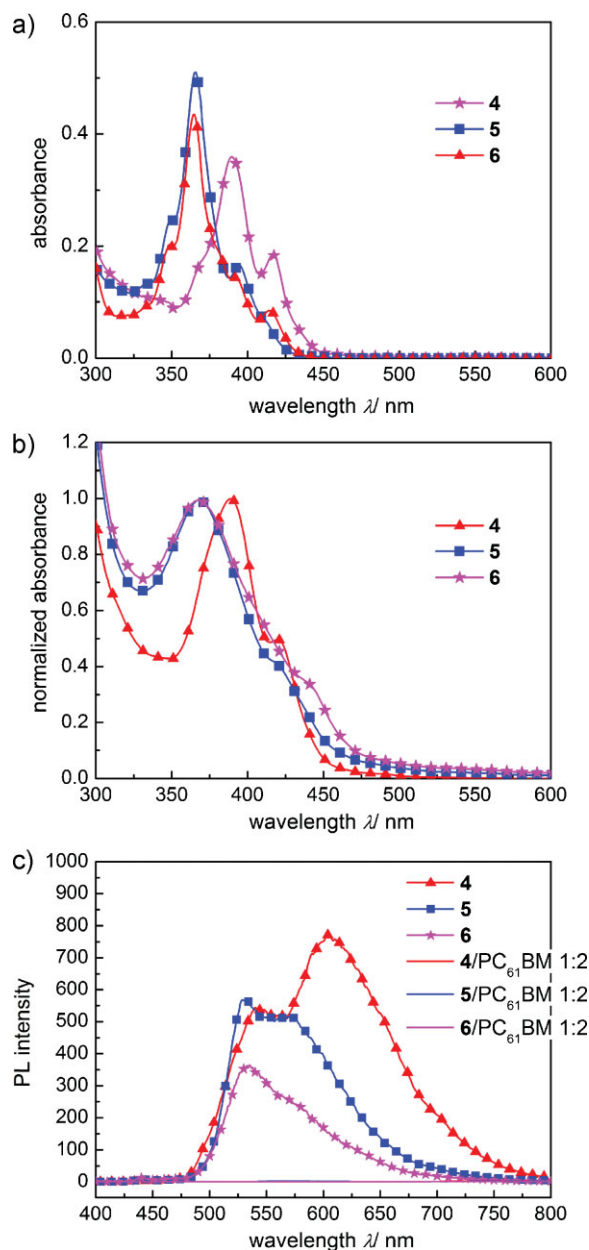 a)
0.6
0.4
0.2
0.0
absorbance
4
5
6
300 350 400 450 500 550 600
wavelength λ/ nm
b)
1.2
1.0
0.8
0.6
0.4
0.2
0.0
normalized absorbance
4
5
6
300 350 400 450 500 550 600
wavelength λ/ nm
c)
1000
900
800
700
600
500
400
300
200
100
0
PL intensity
4
5
6
4/PC₆₁BM 1:2
5/PC₆₁BM 1:2
6/PC₆₁BM 1:2
400 450 500 550 600 650 700 750 800
wavelength λ/ nm